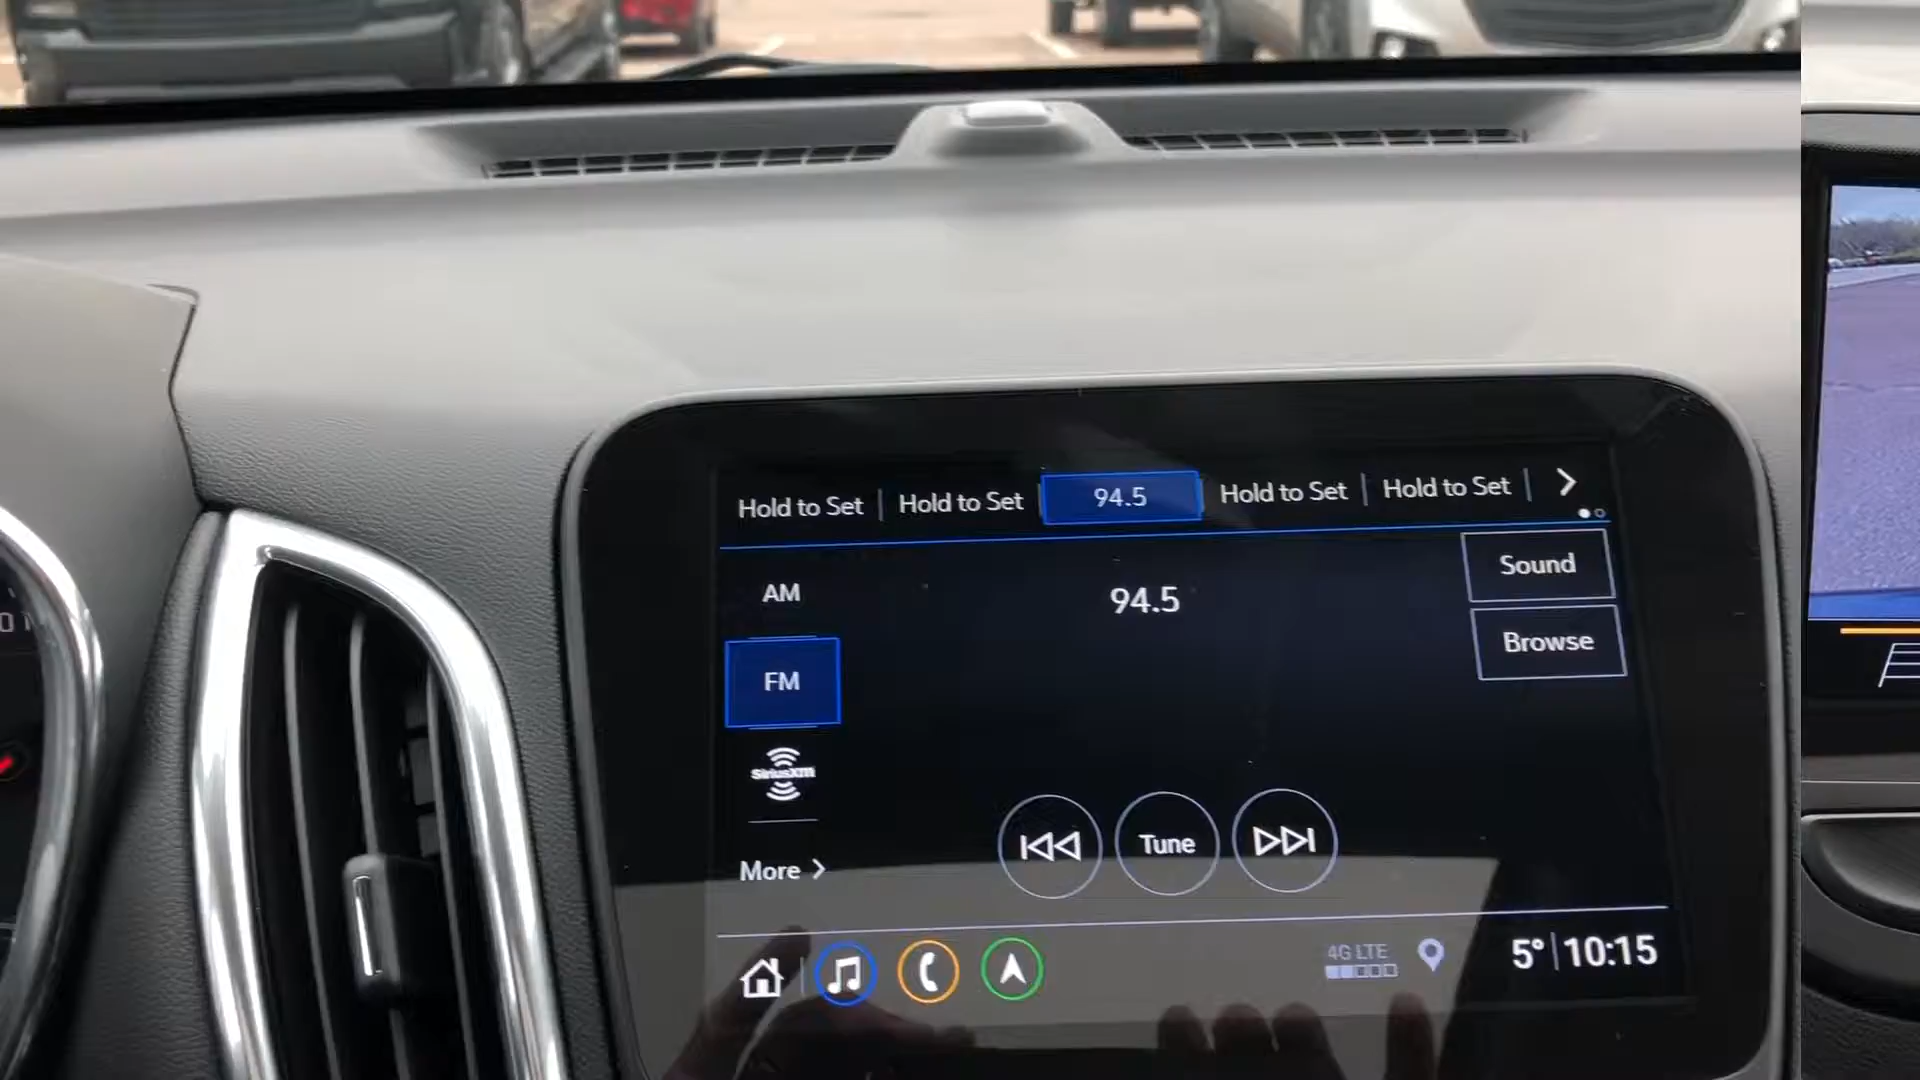 Hold to Set
Hold to Set
94.5
Hold to Set
Hold to Set
AM
94.5
Sound
FM
Browse
SiriusXM
More
Tune
4G LTE
5° 10:15